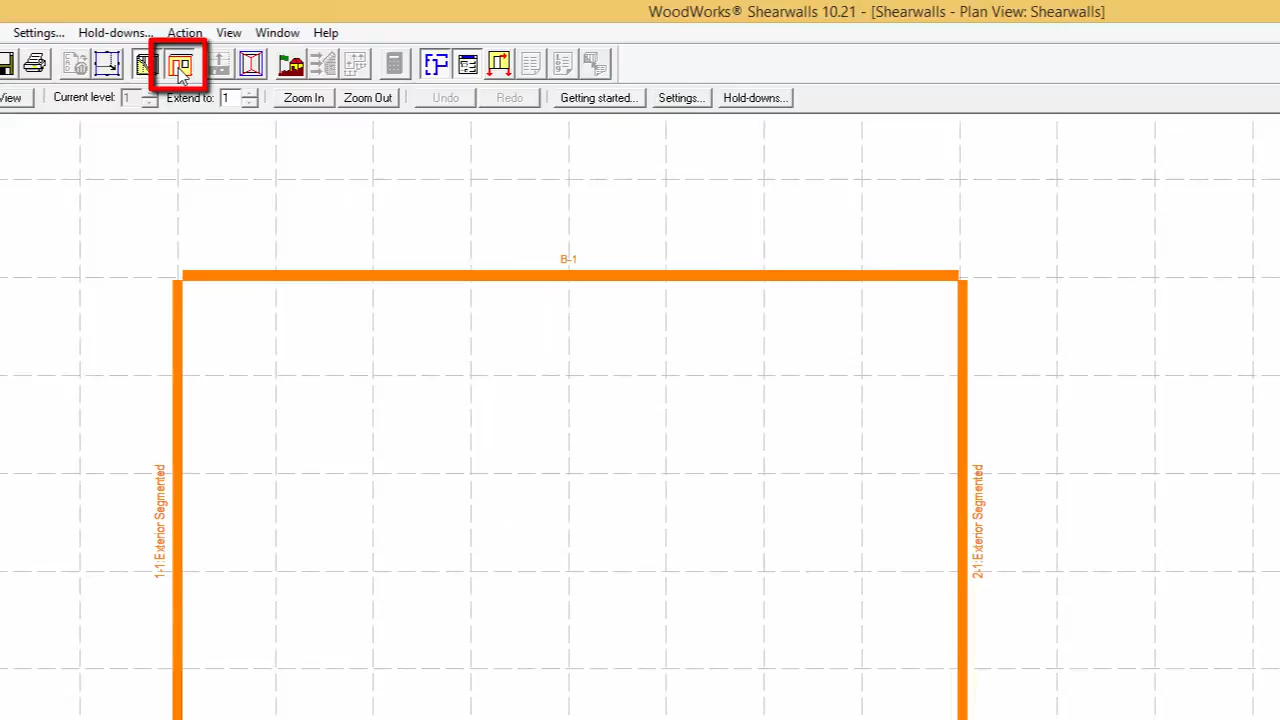 WoodWorks® Shearwalls 10.21 - [Shearwalls - Plan View: Shearwalls]
Settings... Hold-downs... Action View Window Help
View Current level: 1 Extend to: 1 Zoom In Zoom Out Undo Redo Getting started... Settings... Hold-downs...
B-1
1-1:Exterior Segmented
2-1:Exterior Segmented